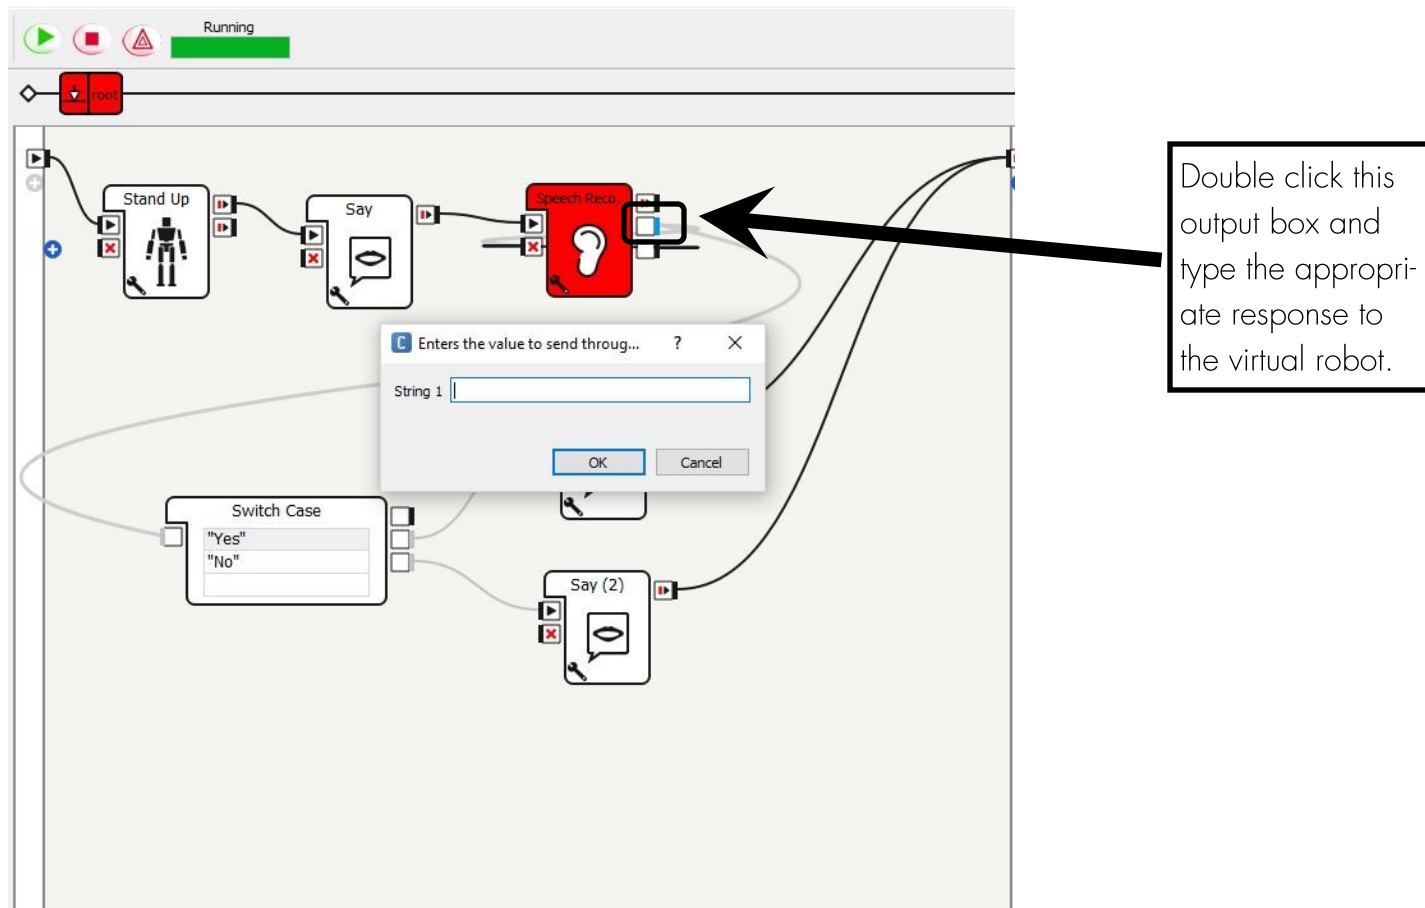 Running
root
Stand Up
Say
Speech Reco.
Double click this
output box and
type the appropri-
ate response to
the virtual robot.
C Enters the value to send throug... ?
String 1
OK Cancel
Switch Case
"Yes"
"No"
Say (2)